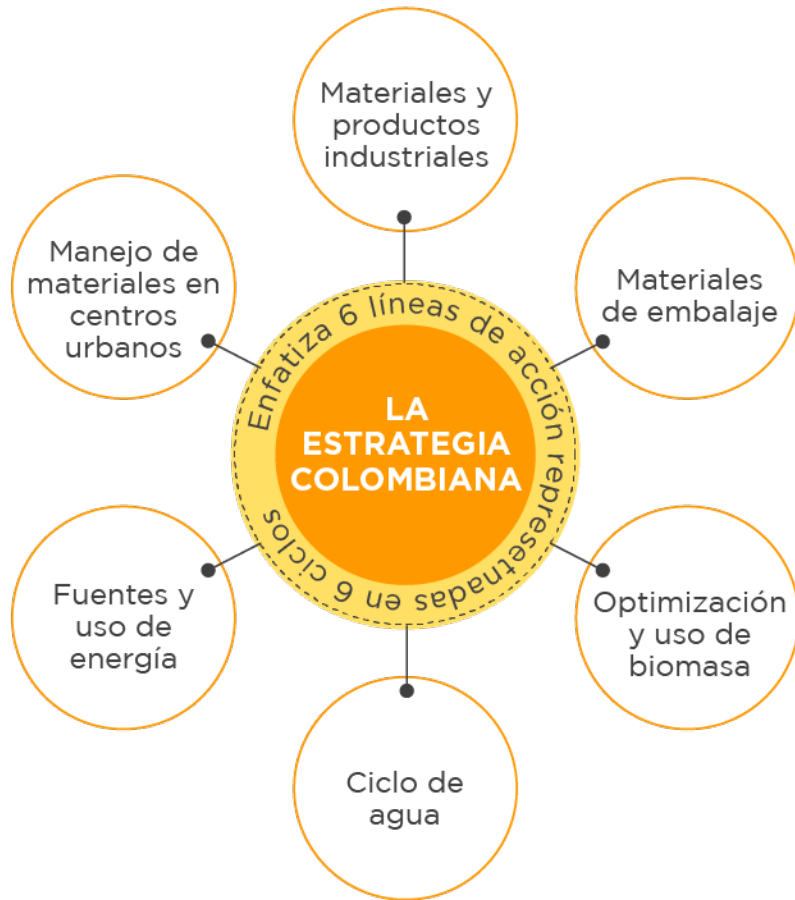 Materiales y
productos
industriales
Manejo de
materiales en
centros
urbanos
Materiales
de embalaje
Enfatiza 6 líneas de acción represetnadas en 6 ciclos
LA
ESTRATEGIA
COLOMBIANA
Fuentes y
uso de
energía
Optimización
y uso de
biomasa
Ciclo de
agua